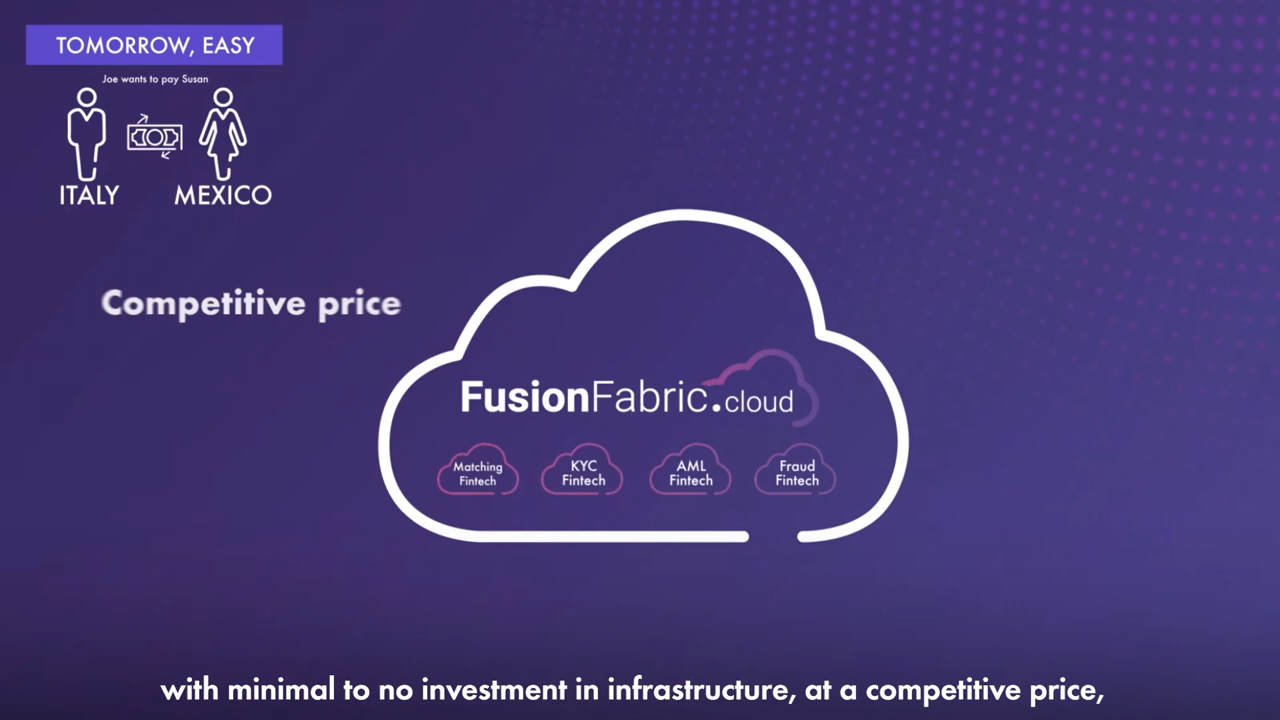 TOMORROW, EASY
Joe wants to pay Susan
ITALY
MEXICO
Competitive price
FusionFabric.cloud
Matching
Fintech
KYC
Fintech
AML
Fintech
Fraud
Fintech
with minimal to no investment in infrastructure, at a competitive price,